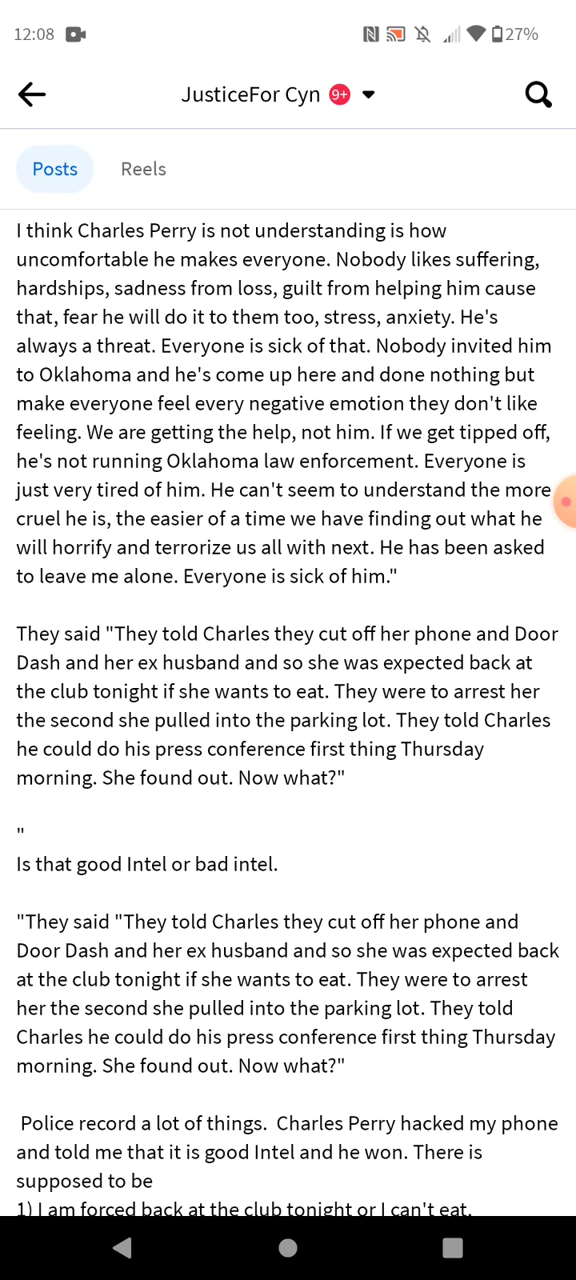 12:08
27%
JusticeFor Cyn 9+
Posts Reels
I think Charles Perry is not understanding is how
uncomfortable he makes everyone. Nobody likes suffering,
hardships, sadness from loss, guilt from helping him cause
that, fear he will do it to them too, stress, anxiety. He's
always a threat. Everyone is sick of that. Nobody invited him
to Oklahoma and he's come up here and done nothing but
make everyone feel every negative emotion they don't like
feeling. We are getting the help, not him. If we get tipped off,
he's not running Oklahoma law enforcement. Everyone is
just very tired of him. He can't seem to understand the more
cruel he is, the easier of a time we have finding out what he
will horrify and terrorize us all with next. He has been asked
to leave me alone. Everyone is sick of him."
They said "They told Charles they cut off her phone and Door
Dash and her ex husband and so she was expected back at
the club tonight if she wants to eat. They were to arrest her
the second she pulled into the parking lot. They told Charles
he could do his press conference first thing Thursday
morning. She found out. Now what?"
"
Is that good Intel or bad intel.
"They said "They told Charles they cut off her phone and
Door Dash and her ex husband and so she was expected back
at the club tonight if she wants to eat. They were to arrest
her the second she pulled into the parking lot. They told
Charles he could do his press conference first thing Thursday
morning. She found out. Now what?"
Police record a lot of things. Charles Perry hacked my phone
and told me that it is good Intel and he won. There is
supposed to be
1) I am forced back at the club tonight or I can't eat.